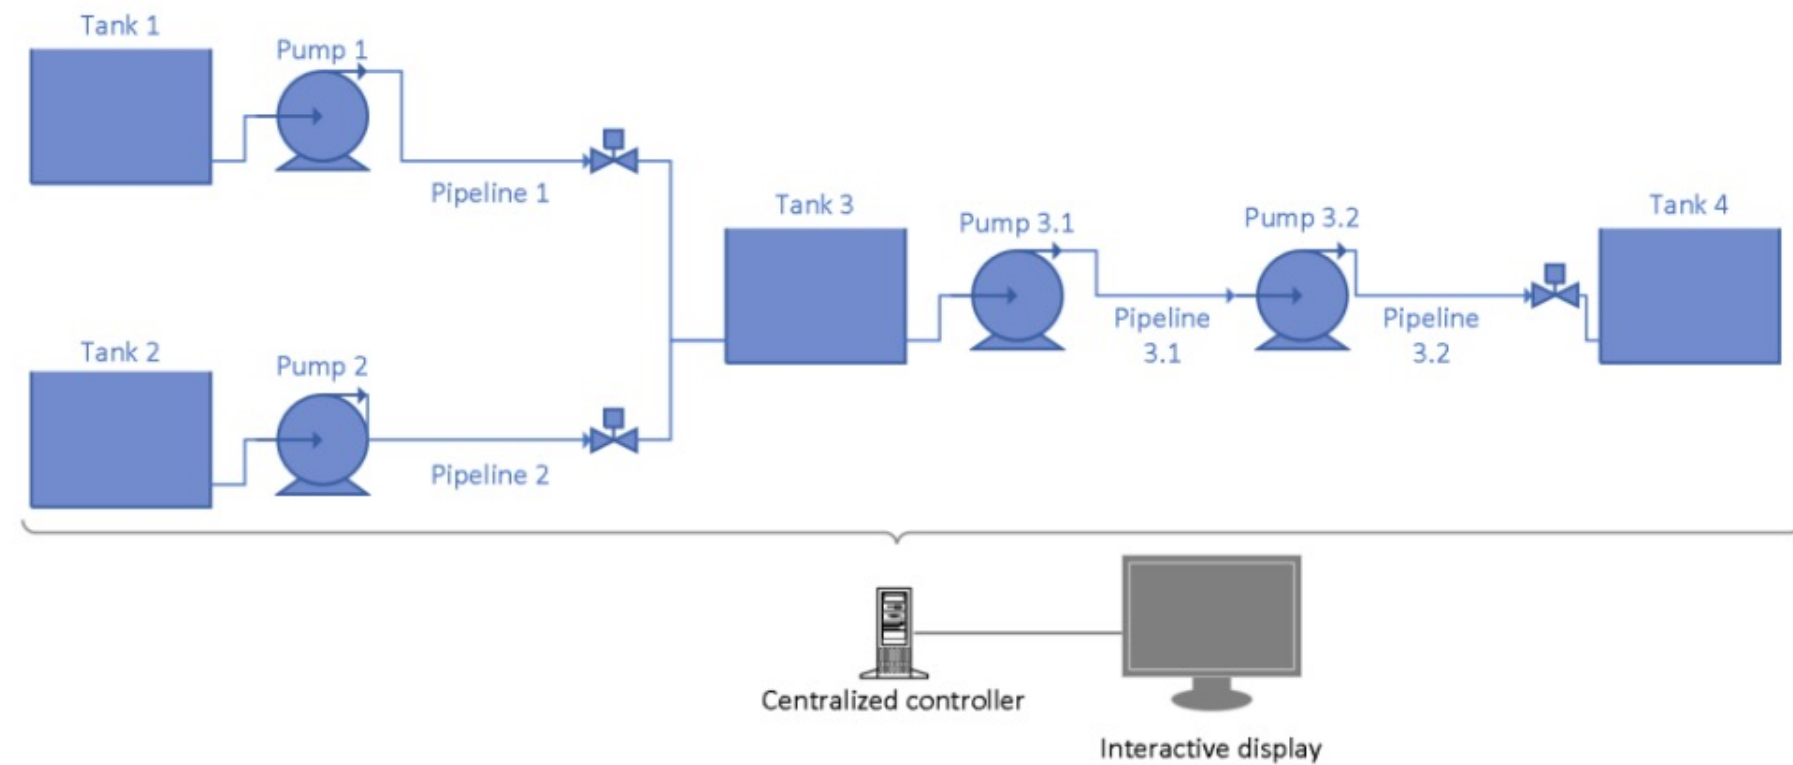 Tank 1
Pump 1
Pipeline 1
Tank 3
Pump 3.1
Pump 3.2
Tank 4
Pipeline
3.1
Pipeline
3.2
Tank 2
Pump 2
Pipeline 2
Centralized controller
Interactive display